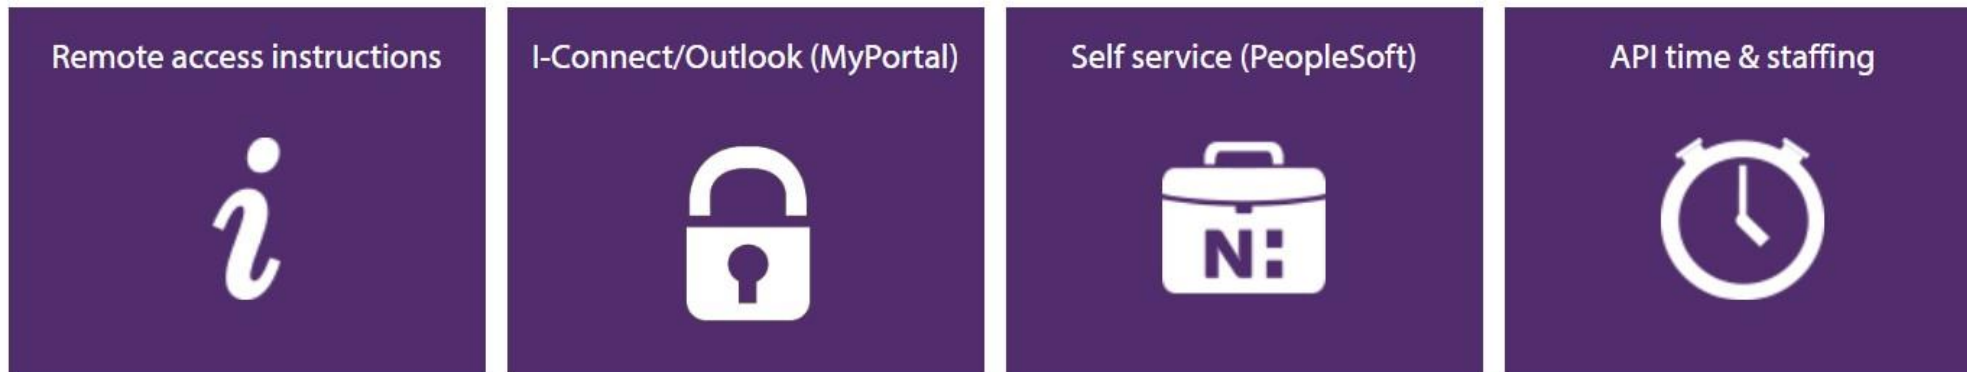 Remote access instructions
I-Connect/Outlook (MyPortal)
Self service (PeopleSoft)
API time & staffing
i
N: